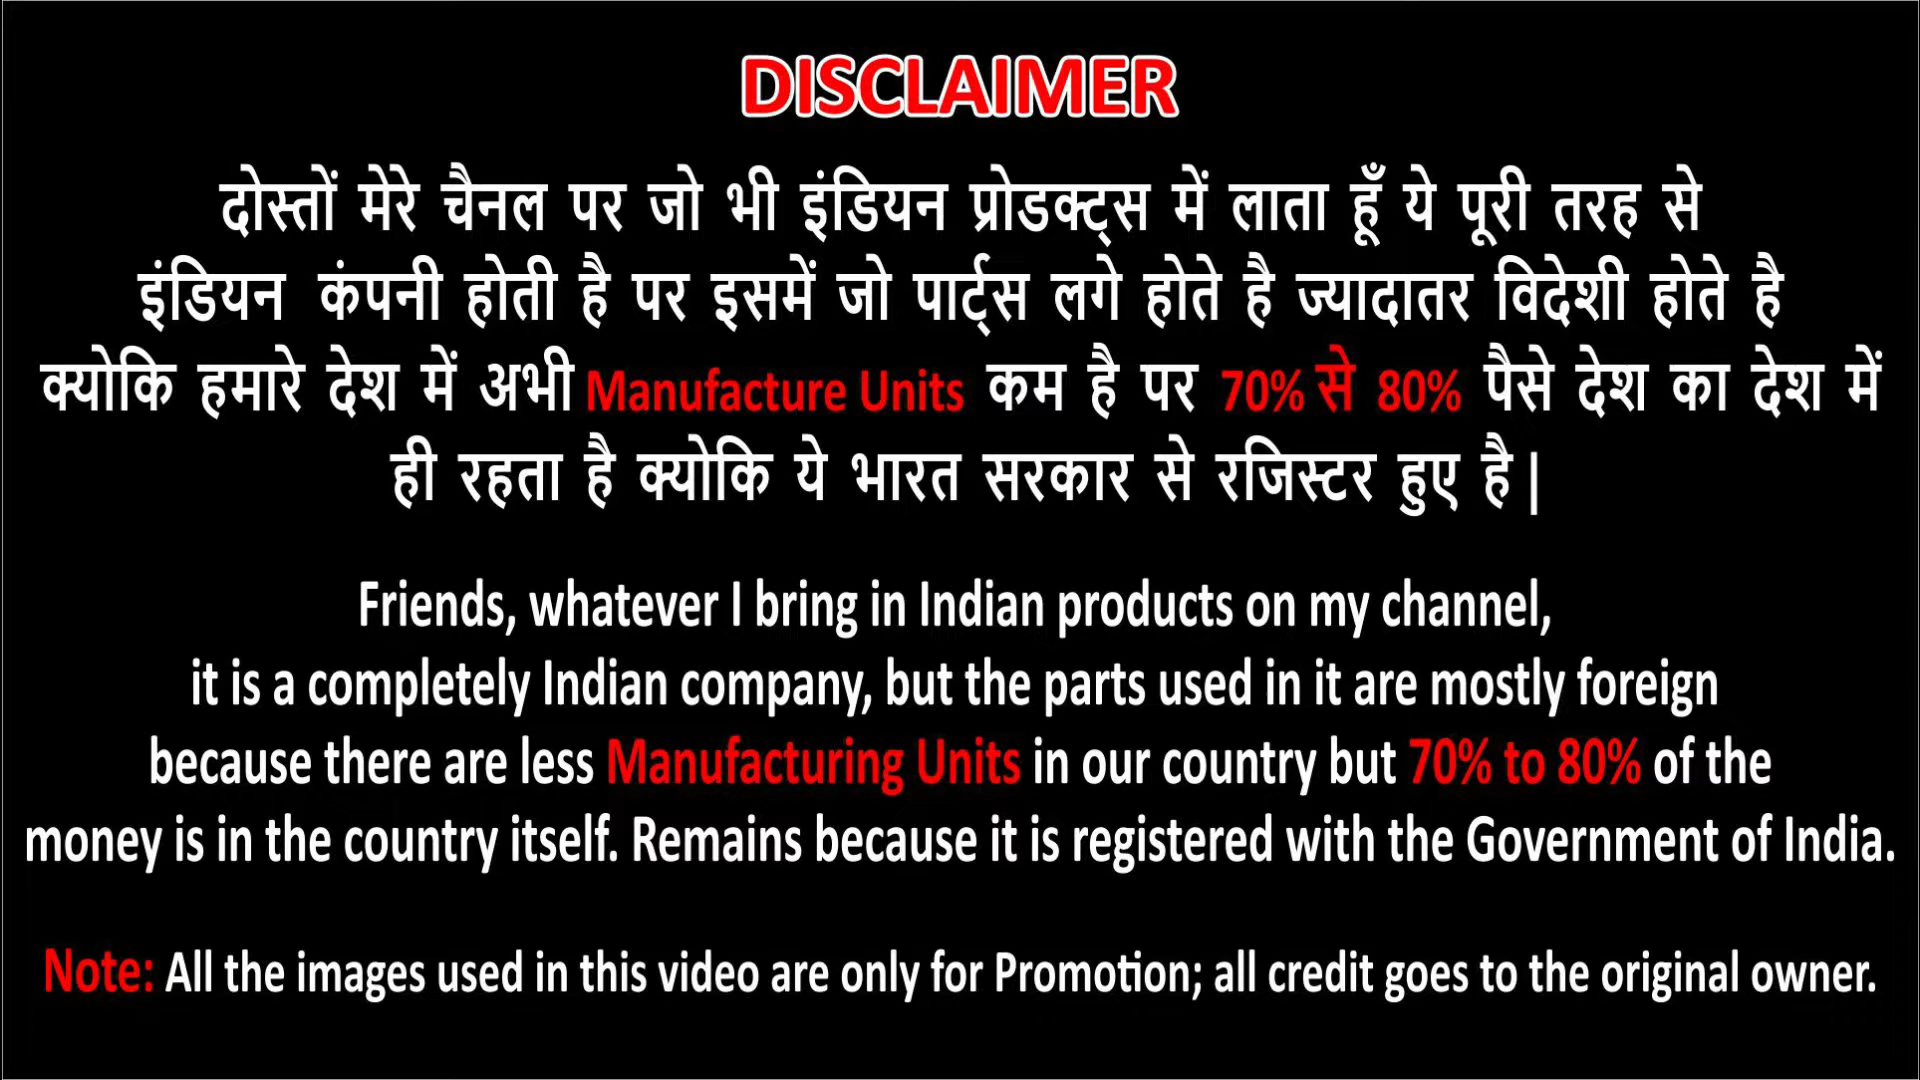 DISCLAIMER
दोस्तों मेरे चैनल पर जो भी इंडियन प्रोडक्ट्स में लाता हूँ ये पूरी तरह से
इंडियन कंपनी होती है पर इसमें जो पार्ट्स लगे होते है ज्यादातर विदेशी होते है
क्योकि हमारे देश में अभी Manufacture Units कम है पर 70% से 80% पैसे देश का देश में
ही रहता है क्योकि ये भारत सरकार से रजिस्टर हुए है|
Friends, whatever I bring in Indian products on my channel,
it is a completely Indian company, but the parts used in it are mostly foreign
because there are less Manufacturing Units in our country but 70% to 80% of the
money is in the country itself. Remains because it is registered with the Government of India.
Note: All the images used in this video are only for Promotion; all credit goes to the original owner.